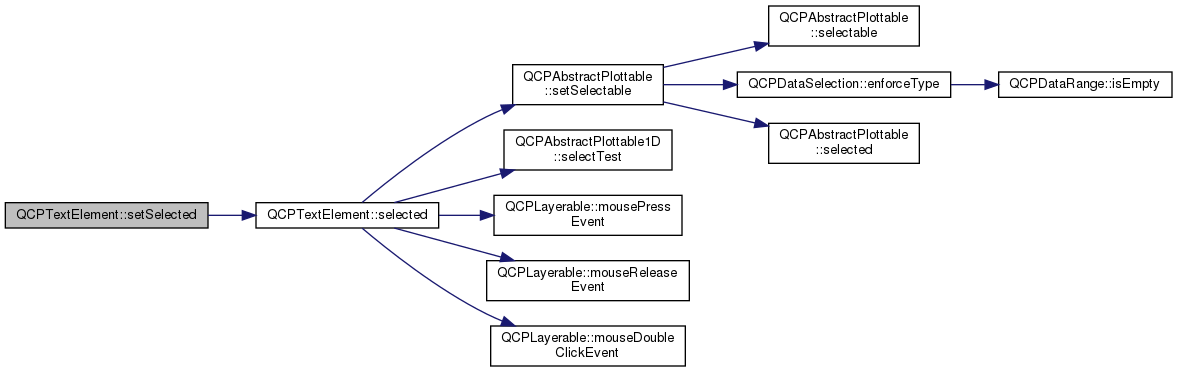 QCPTextElement::setSelected
QCPTextElement::selected
QCPAbstractPlottable
::setSelectable
QCPAbstractPlottable
::selectable
QCPDataSelection::enforceType
QCPDataRange::isEmpty
QCPAbstractPlottable
::selected
QCPAbstractPlottable1D
::selectTest
QCPLayerable::mousePress
Event
QCPLayerable::mouseRelease
Event
QCPLayerable::mouseDouble
ClickEvent